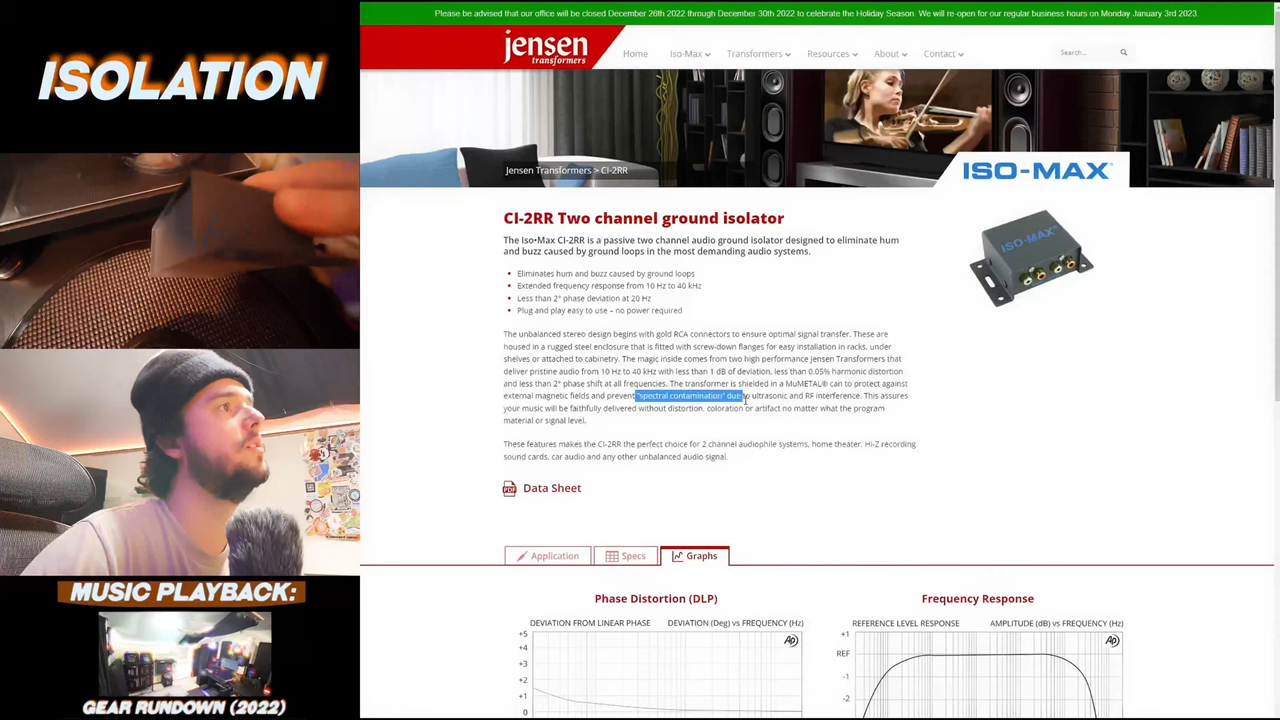 ISOLATION
MUSIC PLAYBACK:
GEAR RUNDOWN (2022)
Please be advised that our office will be closed December 26th 2022 through December 30th 2022 to celebrate the Holiday Season. We will re-open for our regular business hours on Monday January 3rd 2023.
jensen
transformers
Home Iso-Max Transformers Resources About Contact Search...
Jensen Transformers > CI-2RR
ISO-MAX®
CI-2RR Two channel ground isolator
The Iso•Max CI-2RR is a passive two channel audio ground isolator designed to eliminate hum
and buzz caused by ground loops in the most demanding audio systems.
• Eliminates hum and buzz caused by ground loops
• Extended frequency response from 10 Hz to 40 kHz
• Less than 2° phase deviation at 20 Hz
• Plug and play easy to use – no power required
ISO-MAX
The unbalanced stereo design begins with gold RCA connectors to ensure optimal signal transfer. These are
housed in a rugged steel enclosure that is fitted with screw-down flanges for easy installation in racks, under
shelves or attached to cabinetry. The magic inside comes from two high performance Jensen Transformers that
deliver pristine audio from 10 Hz to 40 kHz with less than 1 dB of deviation, less than 0.05% harmonic distortion
and less than 2° phase shift at all frequencies. The transformer is shielded in a MuMETAL® can to protect against
external magnetic fields and prevent "spectral contamination" due to ultrasonic and RF interference. This assures
your music will be faithfully delivered without distortion, coloration or artifact no matter what the program
material or signal level.
These features makes the CI-2RR the perfect choice for 2 channel audiophile systems, home theater, Hi-Z recording
sound cards, car audio and any other unbalanced audio signal.
PDF Data Sheet
Application Specs Graphs
Phase Distortion (DLP)
DEVIATION FROM LINEAR PHASE DEVIATION (Deg) vs FREQUENCY (Hz)
+5
+4
+3
+2
+1
0
Ap
Frequency Response
REFERENCE LEVEL RESPONSE AMPLITUDE (dB) vs FREQUENCY (Hz)
+1
REF
-1
-2
Ap